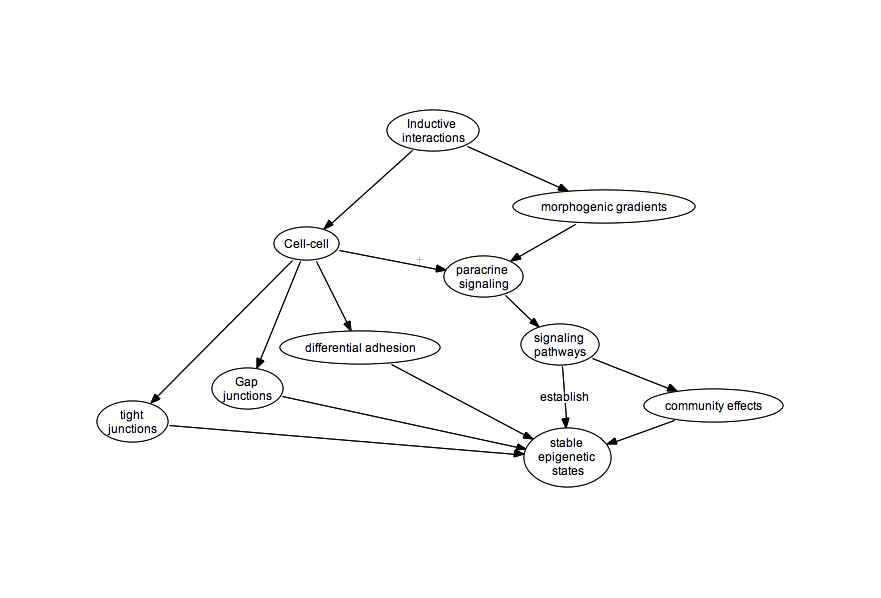 Inductive
interactions
morphogenic gradients
Cell-cell
paracrine
signaling
signaling
pathways
differential adhesion
Gap
junctions
establish
community effects
tight
junctions
stable
epigenetic
states